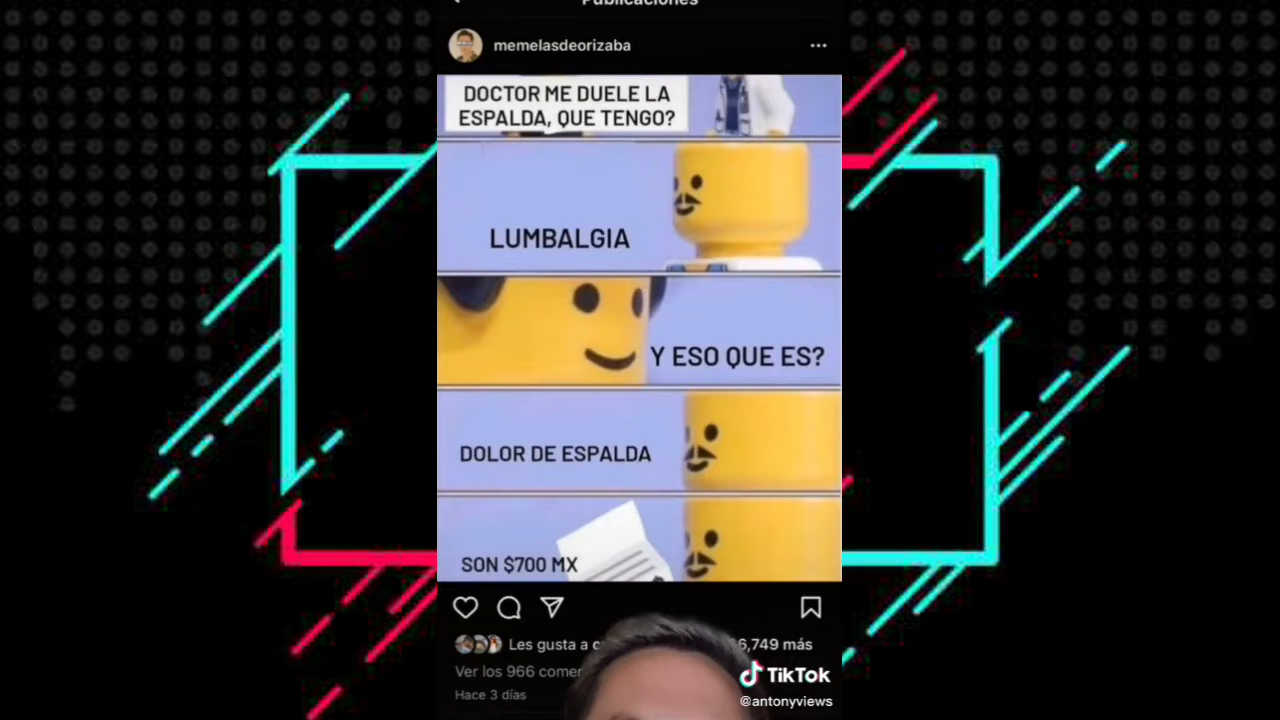 Publicaciones
memelasdeorizaba
DOCTOR ME DUELE LA
ESPALDA, QUE TENGO?
LUMBALGIA
Y ESO QUE ES?
DOLOR DE ESPALDA
SON $700 MX
Les gusta a
6,749 más
Ver los 966
Hace 3 días
TikTok
@antonyviews